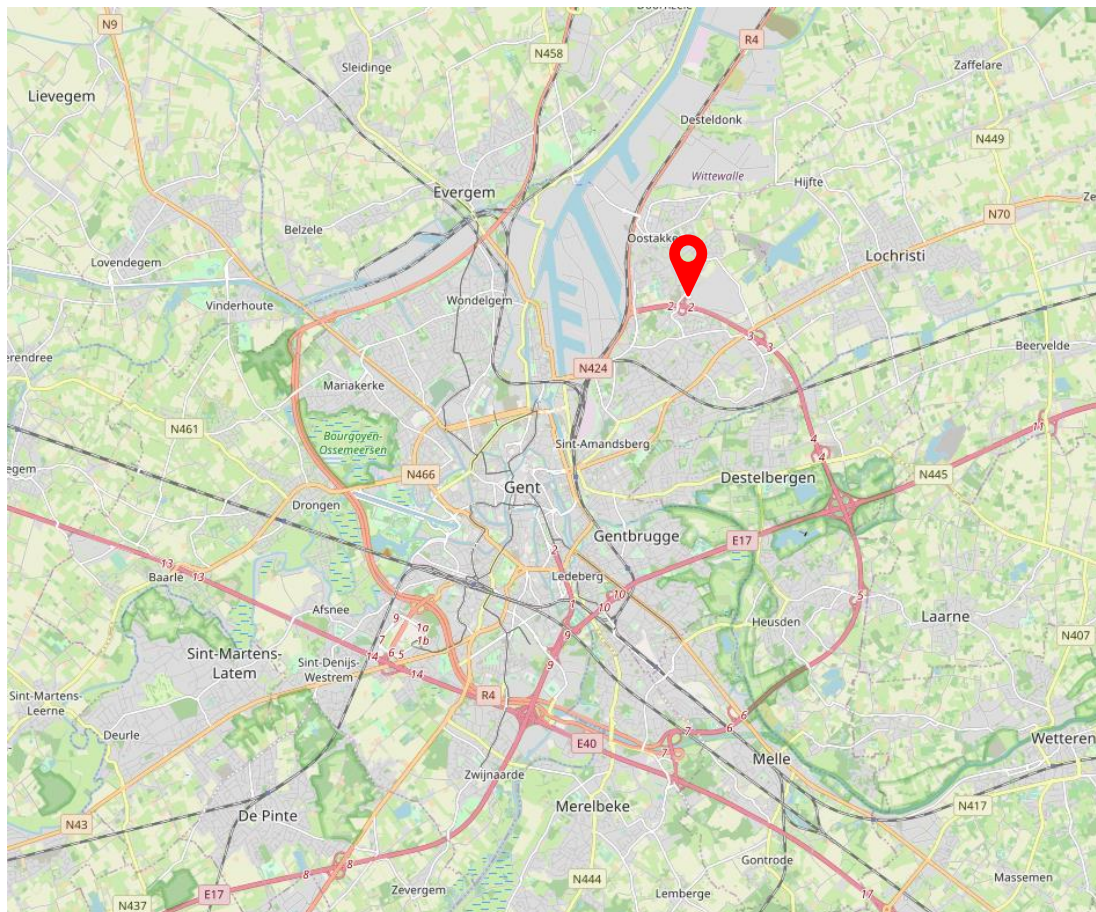 N9
R4
N458
Sleidinge
Zaffelare
Lievegem
Desteldonk
N449
Wittewalle
Hijfte
Evergem
N70
Belzele
Lovendegem
Lochristi
Vinderhoute
Wondelgem
2
2
3
3
Beervelde
N424
Mariakerke
Bourgoyen-
Ossemeersen
N461
11
Sint-Amandsberg
4
4
N466
N445
Destelbergen
Gent
Drongen
Gentbrugge
E17
2
13
13
Baarle
Ledeberg
10
10
5
Afsnee
9
1
1a
1b
Heusden
Laarne
7
6
5
9
N407
Sint-Martens-
Latem
Sint-Denijs-
Westrem
14
14
9
R4
Sint-Martens-
Leerne
Deurle
6
6
7
7
E40
Wetteren
Melle
Zwijnaarde
Merelbeke
De Pinte
N43
N417
8
8
Gontrode
E17
Zevergem
N444
Lemberge
Massemen
17
N437